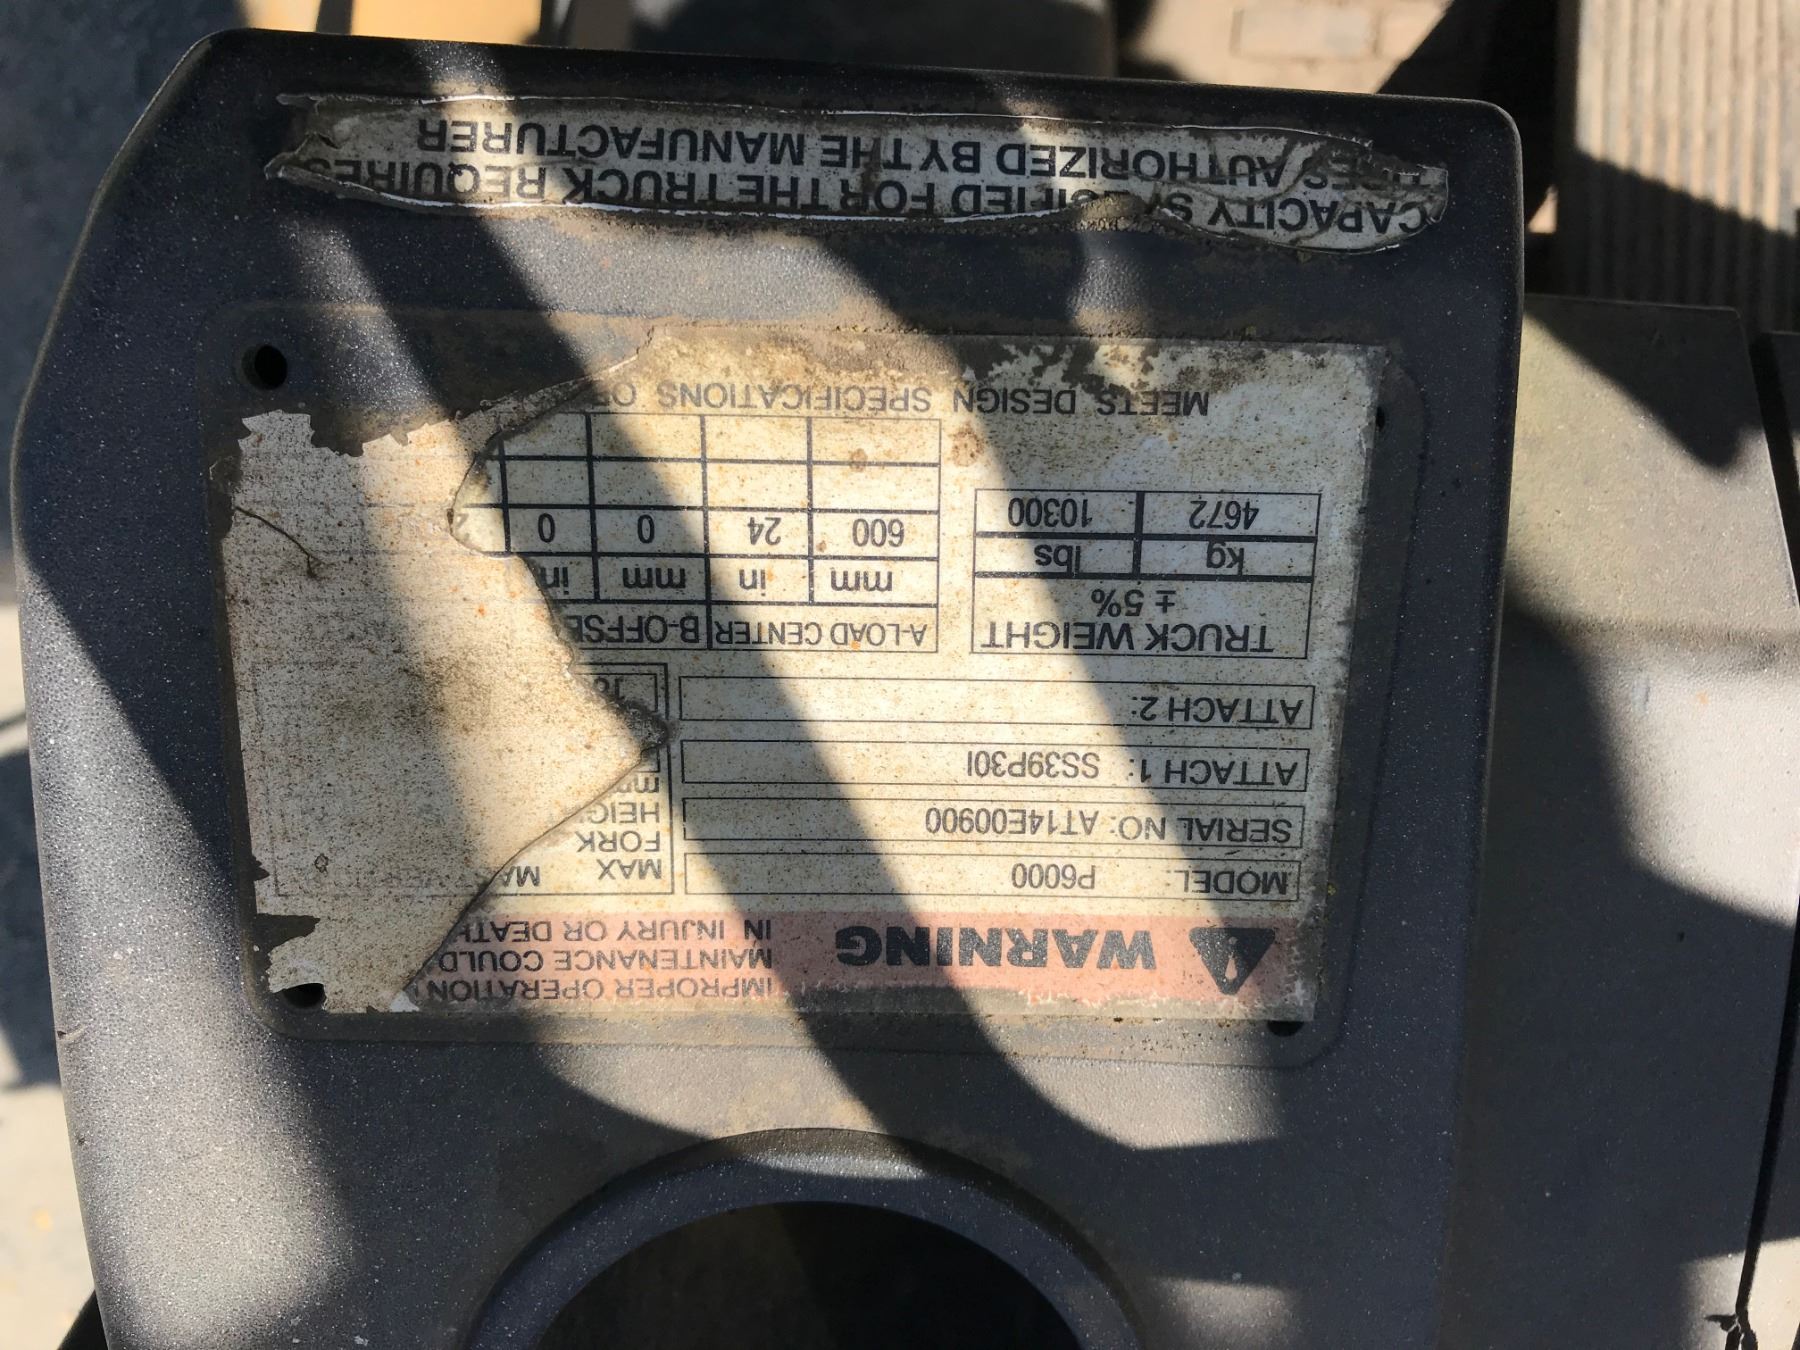 WARNING
IMPROPER OPERATION
MAINTENANCE COULD
IN INJURY OR DEATH
MODEL: P6000
SERIAL NO: AT14E00900
ATTACH 1: SS39P30I
ATTACH 2:
MAX
FORK
TRUCK WEIGHT
± 5%
kg lbs
4672 10300
A-LOAD CENTER B-OFFSE
mm in mm in
600 24 0 0
MEETS DESIGN SPECIFICATIONS
CAPACITY FOR THE TRUCK REQUIRES
TIRES AUTHORIZED BY THE MANUFACTURER